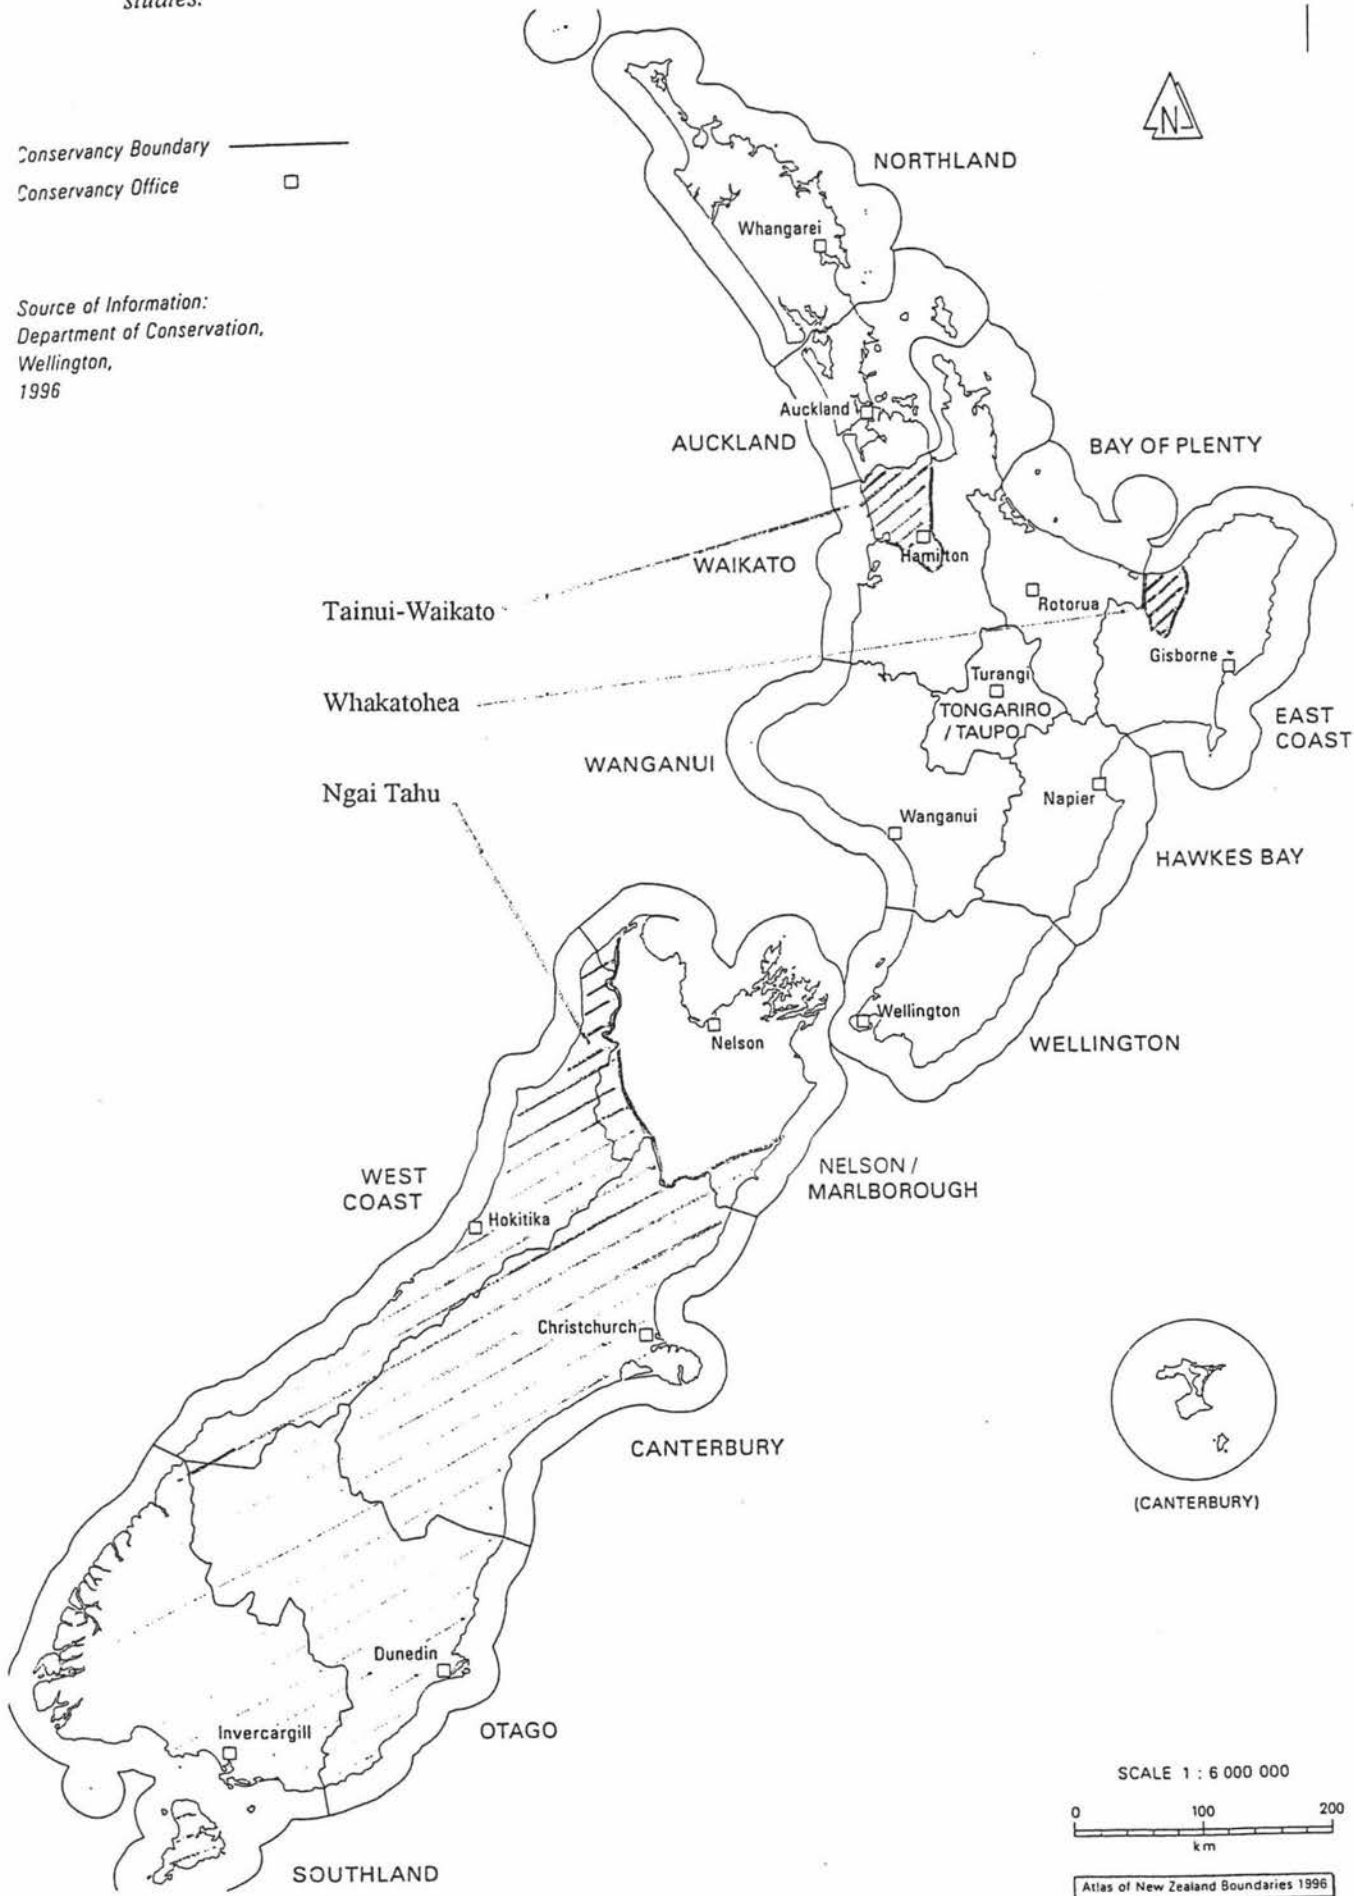 studies.
N
Conservancy Boundary
Conservancy Office
NORTHLAND
Whangarei
Source of Information:
Department of Conservation,
Wellington,
1996
Auckland
AUCKLAND
BAY OF PLENTY
Hamilton
WAIKATO
Rotorua
Tainui-Waikato
Gisborne
Turangi
Whakatohea
TONGARIRO
/ TAUPO
EAST
COAST
WANGANUI
Ngai Tahu
Napier
Wanganui
HAWKES BAY
Wellington
Nelson
WELLINGTON
WEST
COAST
NELSON /
MARLBOROUGH
Hokitika
Christchurch
CANTERBURY
(CANTERBURY)
Dunedin
Invercargill
OTAGO
SCALE 1 : 6 000 000
0 100 200
km
SOUTHLAND
Atlas of New Zealand Boundaries 1996